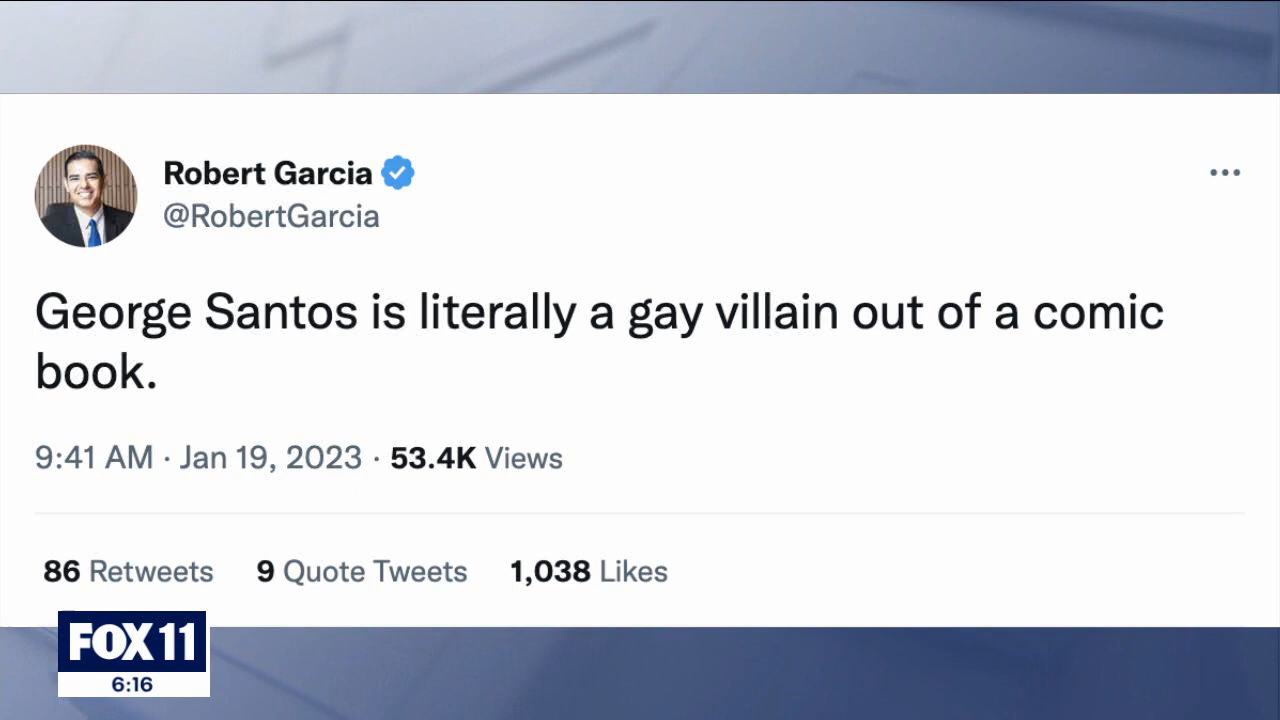 Robert Garcia
@RobertGarcia
George Santos is literally a gay villain out of a comic
book.
9:41 AM · Jan 19, 2023 · 53.4K Views
86 Retweets 9 Quote Tweets 1,038 Likes
FOX 11
6:16